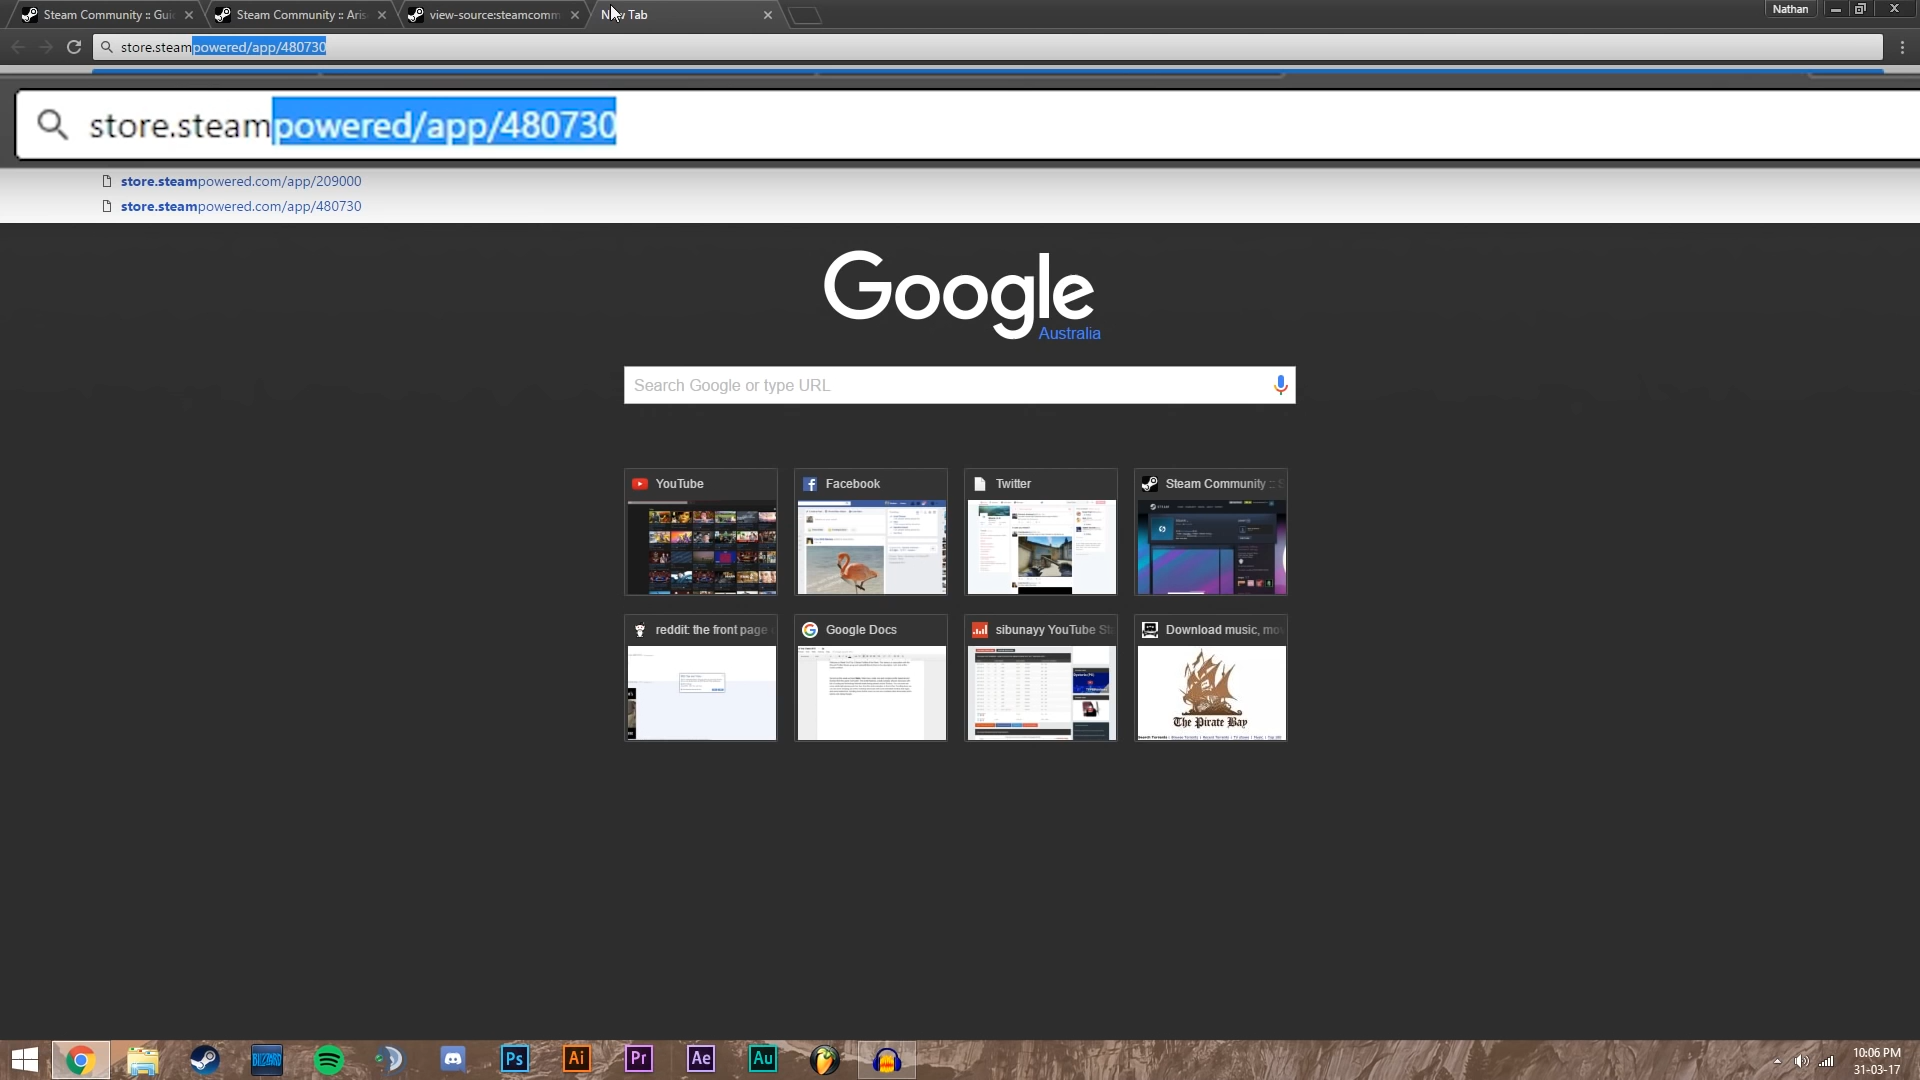 Steam Community :: Gui
Steam Community :: Aris
view-source:steamcomm
New Tab
Nathan
store.steampowered/app/480730
store.steampowered/app/480730
store.steampowered.com/app/209000
store.steampowered.com/app/480730
Google
Australia
Search Google or type URL
YouTube
Facebook
Twitter
Steam Community :: S
reddit: the front page
Google Docs
sibunayy YouTube St
Download music, mov
The Pirate Bay
BLIZZARD
Ps
Ai
Pr
Ae
Au
10:06 PM
31-03-17